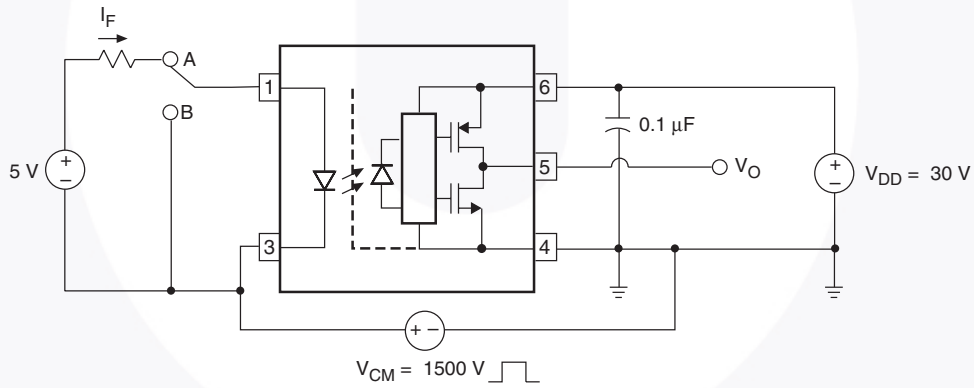 I_F
A
B
5 V
+
−
1
3
6
5
4
0.1 μF
V_O
+
−
V_DD = 30 V
+ −
V_CM = 1500 V